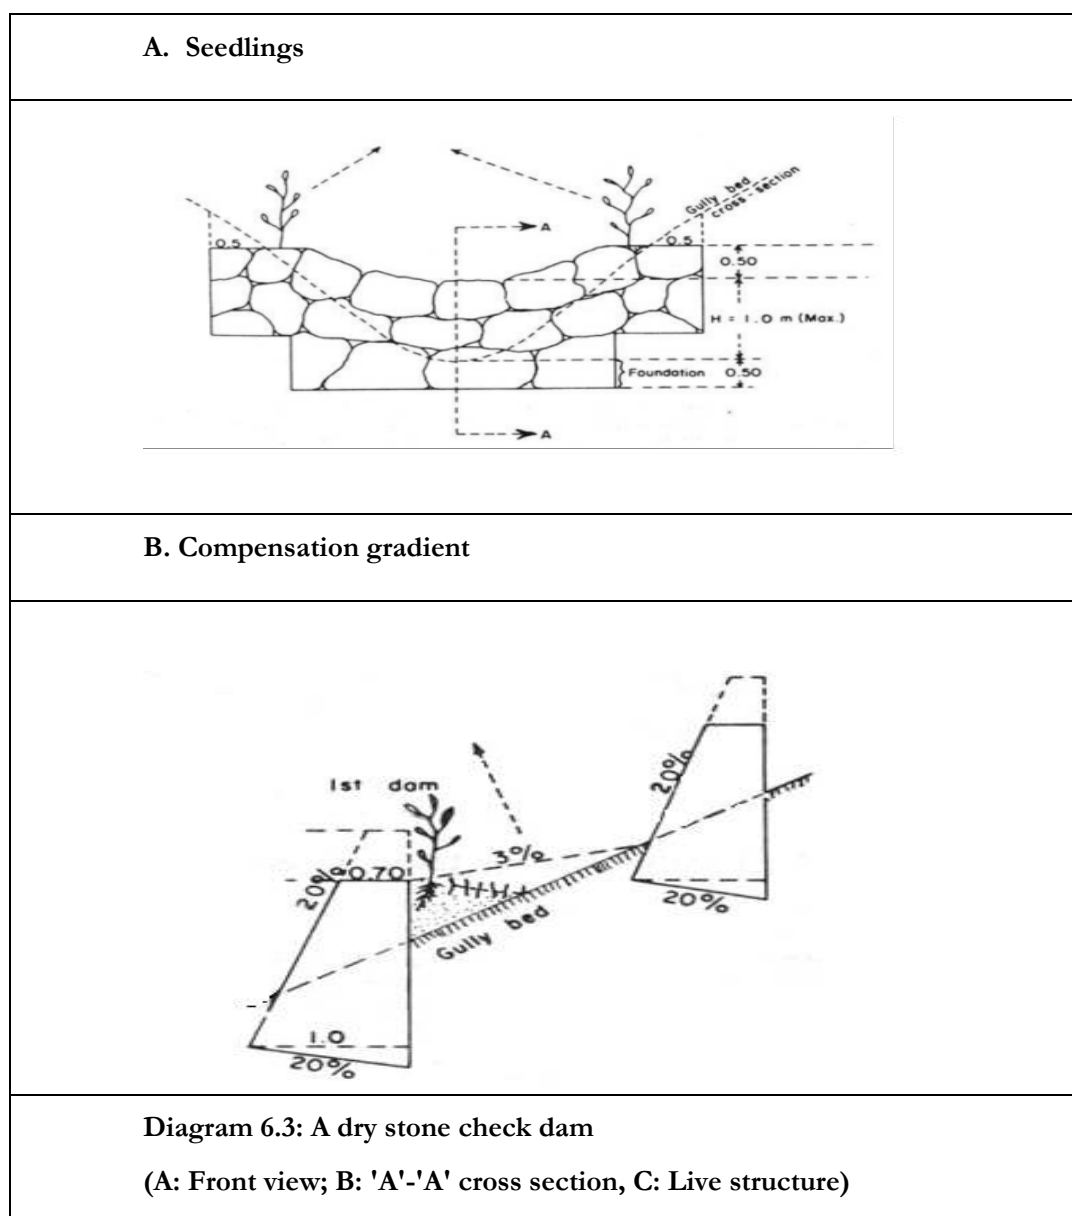 A. Seedlings
Gully bed
cross-section
A
0.5
0.5
0.50
H = 1.0 m (Max.)
Foundation
0.50
A
B. Compensation gradient
1st dam
20%
3%
20%
0.70
20%
Gully bed
1.0
20%
Diagram 6.3: A dry stone check dam
(A: Front view; B: 'A'-'A' cross section, C: Live structure)